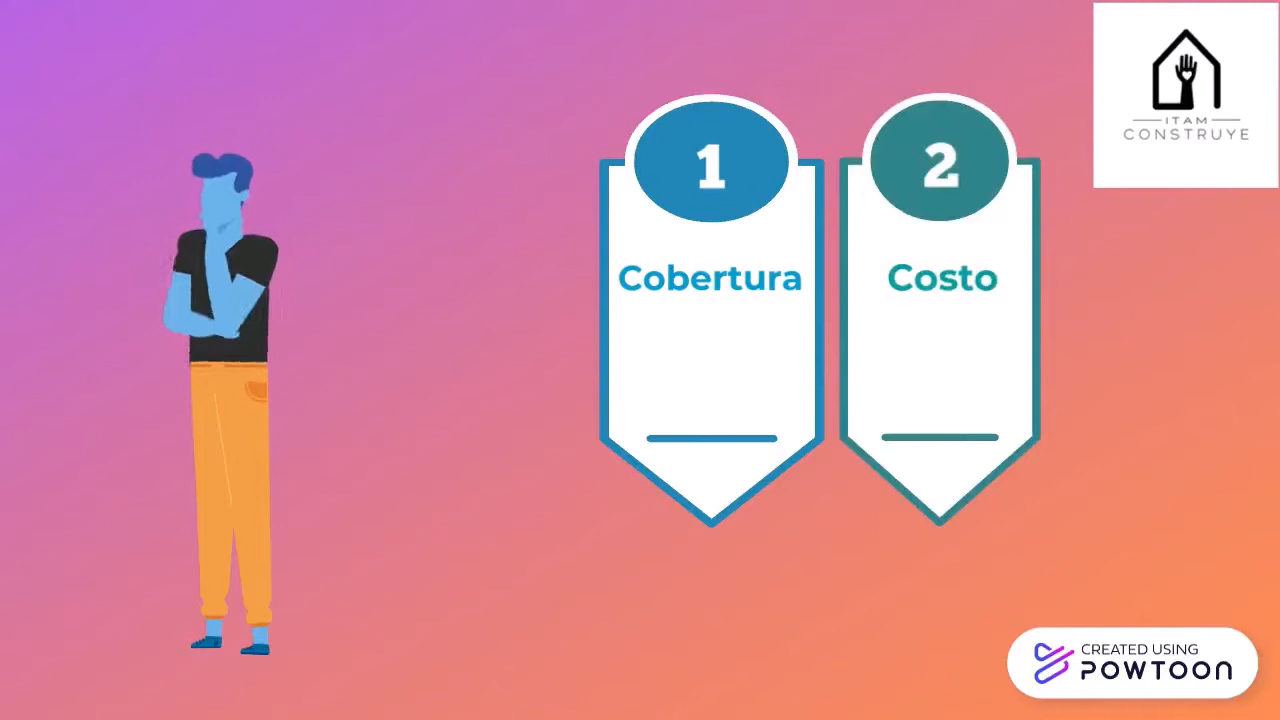 1
2
Cobertura
Costo
ITAM
CONSTRUYE
CREATED USING
POWTOON